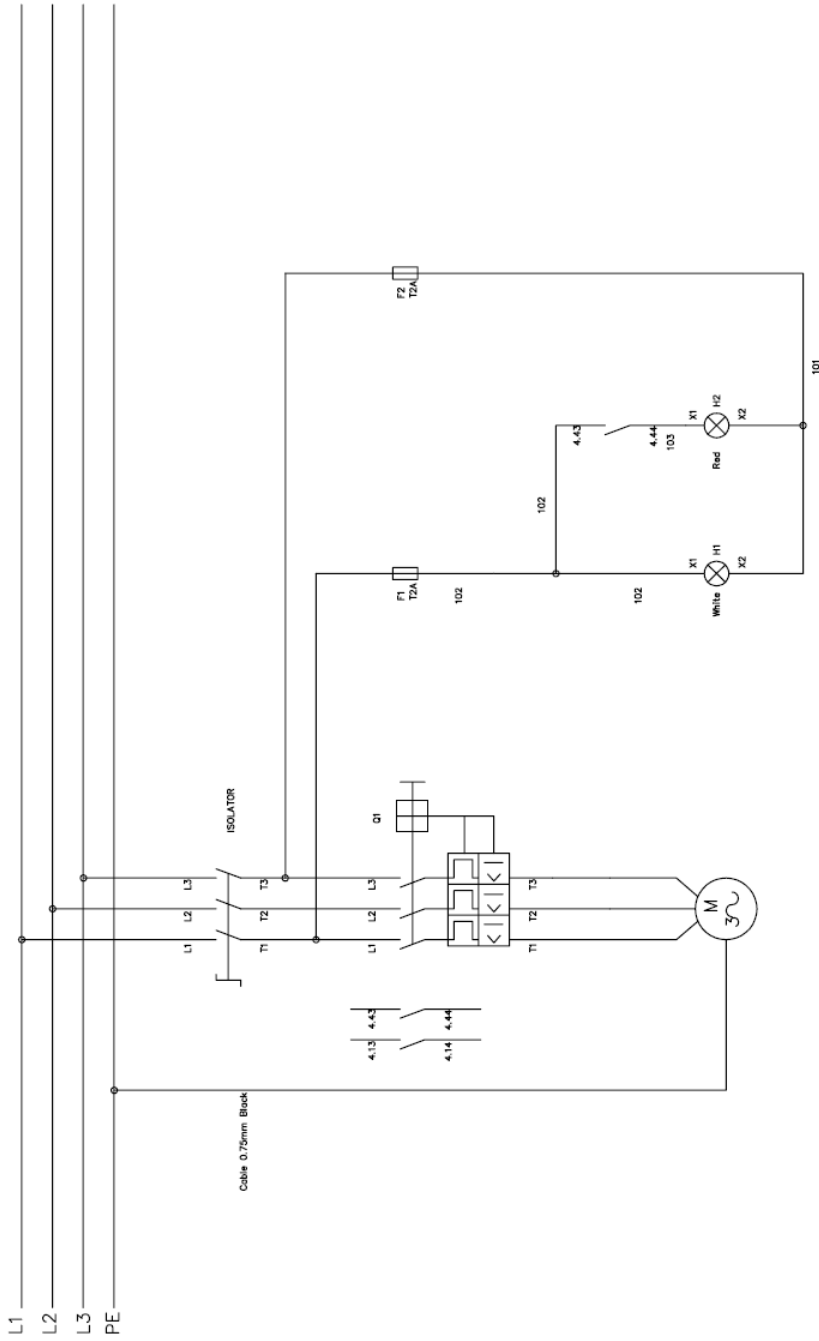 L1
L2
L3
PE
L1
L2
L3
ISOLATOR
Cable 0.75mm Black
T1
T2
T3
4.13
4.43
L1
L2
L3
Q1
F1
T2A
F2
T2A
4.14
4.44
102
T1
T2
T3
102
4.43
102
4.44
103
M
3
X1
White
H1
X2
X1
Red
H2
X2
101